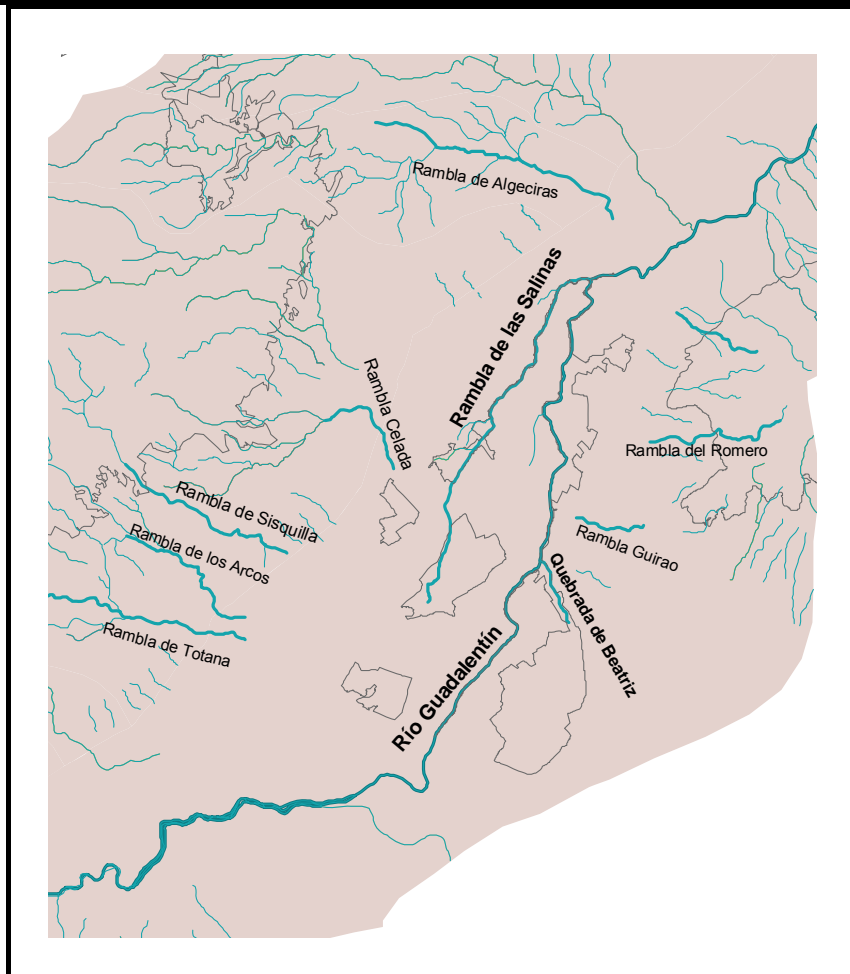 Rambla de Algeciras
Rambla de las Salinas
Rambla Celada
Rambla del Romero
Rambla de Sisquilla
Rambla de los Arcos
Rambla Guirao
Quebrada de Beatriz
Rambla de Totana
Río Guadalentín